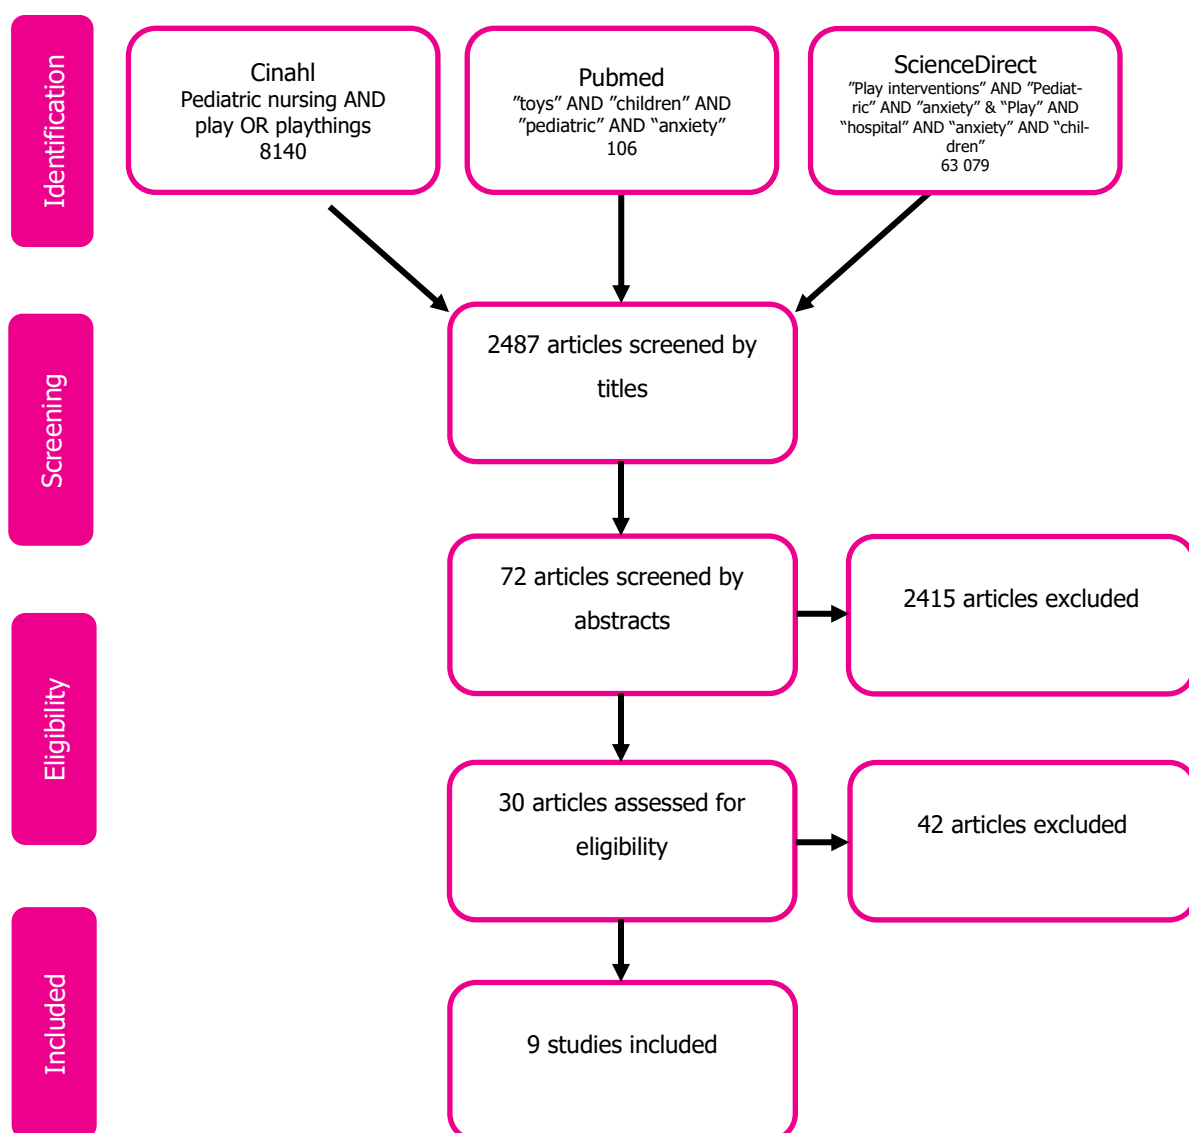 Identification
Cinahl
Pediatric nursing AND
play OR playthings
8140
Pubmed
”toys” AND ”children” AND
”pediatric” AND “anxiety”
106
ScienceDirect
”Play interventions” AND ”Pediat-
ric” AND ”anxiety” & “Play” AND
“hospital” AND “anxiety” AND “chil-
dren”
63 079
Screening
2487 articles screened by
titles
72 articles screened by
abstracts
2415 articles excluded
Eligibility
30 articles assessed for
eligibility
42 articles excluded
Included
9 studies included